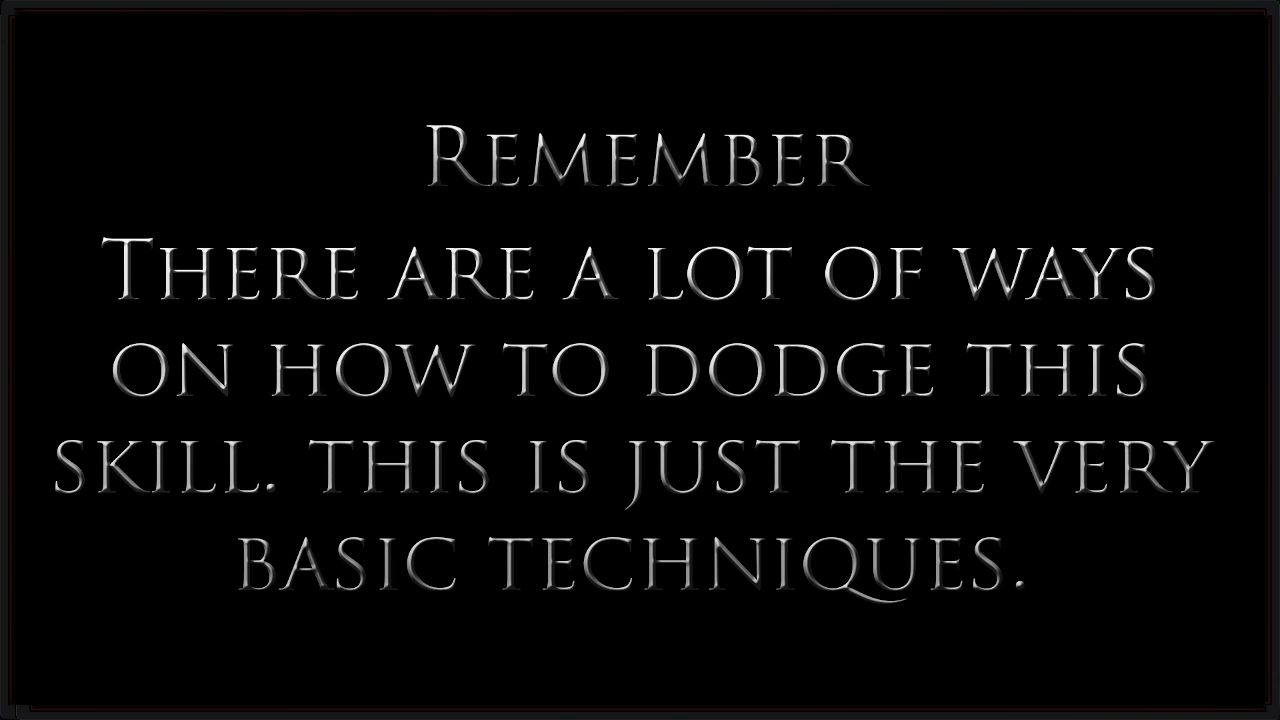 Remember
There are a lot of ways
on how to dodge this
skill. this is just the very
basic techniques.